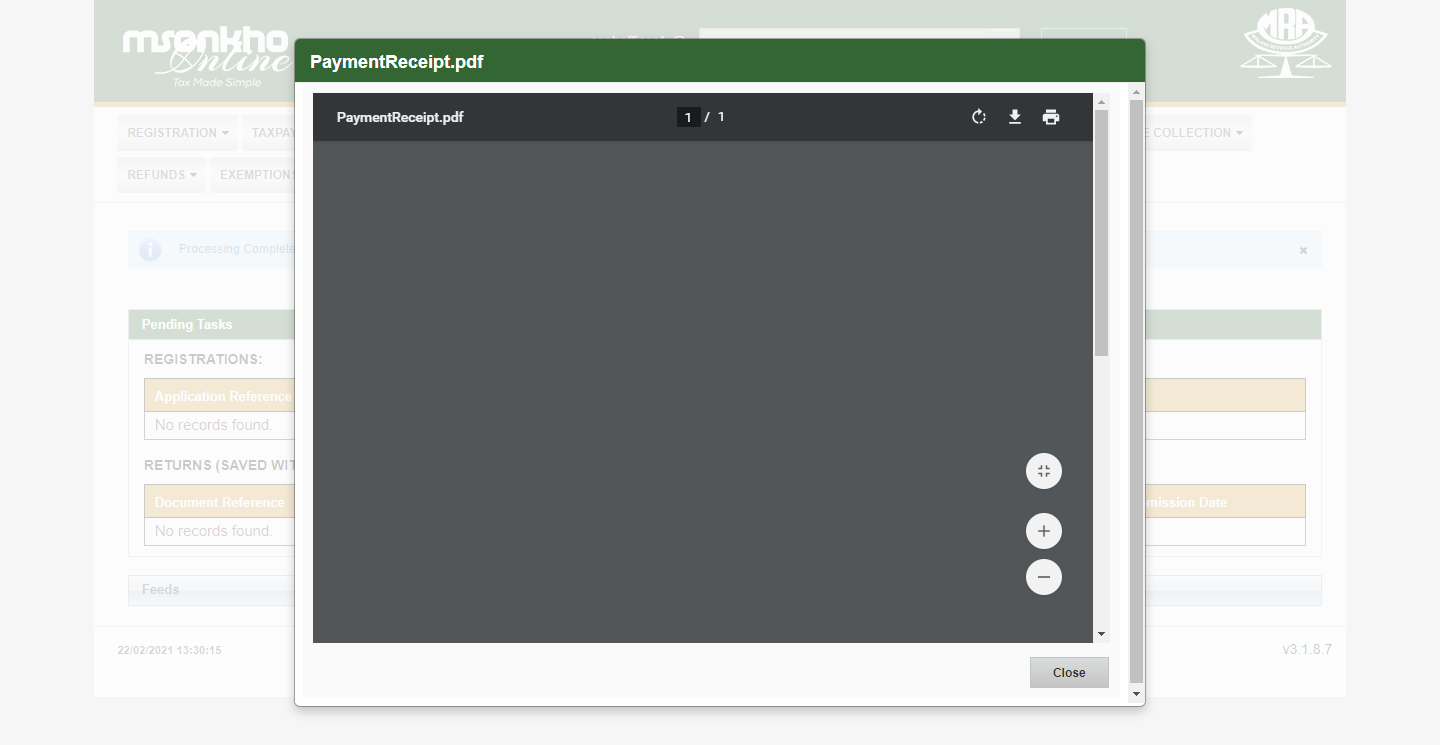 msonkho
Online
Tax Made Simple
MRA
PaymentReceipt.pdf
PaymentReceipt.pdf
1 / 1
REGISTRATION
E COLLECTION
REFUNDS
EXEMPTIONS
Processing Complete
Pending Tasks
REGISTRATIONS:
Application Reference
No records found.
RETURNS (SAVED WIT
Document Reference
mission Date
No records found.
Feeds
22/02/2021 13:30:15
v3.1.8.7
Close